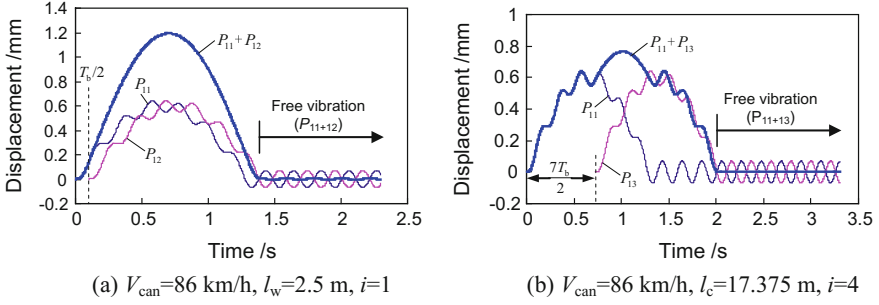 Displacement /mm
1.4
1.2
1
0.8
0.6
0.4
0.2
0
-0.2
T_b/2
P_11
P_12
P_11 + P_12
Free vibration
(P_11+12)
0 0.5 1 1.5 2 2.5
Time /s
(a) V_can=86 km/h, l_w=2.5 m, i=1
Displacement /mm
1
0.8
0.6
0.4
0.2
0
-0.2
P_11 + P_13
P_11
P_13
7T_b
2
Free vibration
(P_11+13)
0 0.5 1 1.5 2 2.5 3 3.5
Time /s
(b) V_can=86 km/h, l_c=17.375 m, i=4